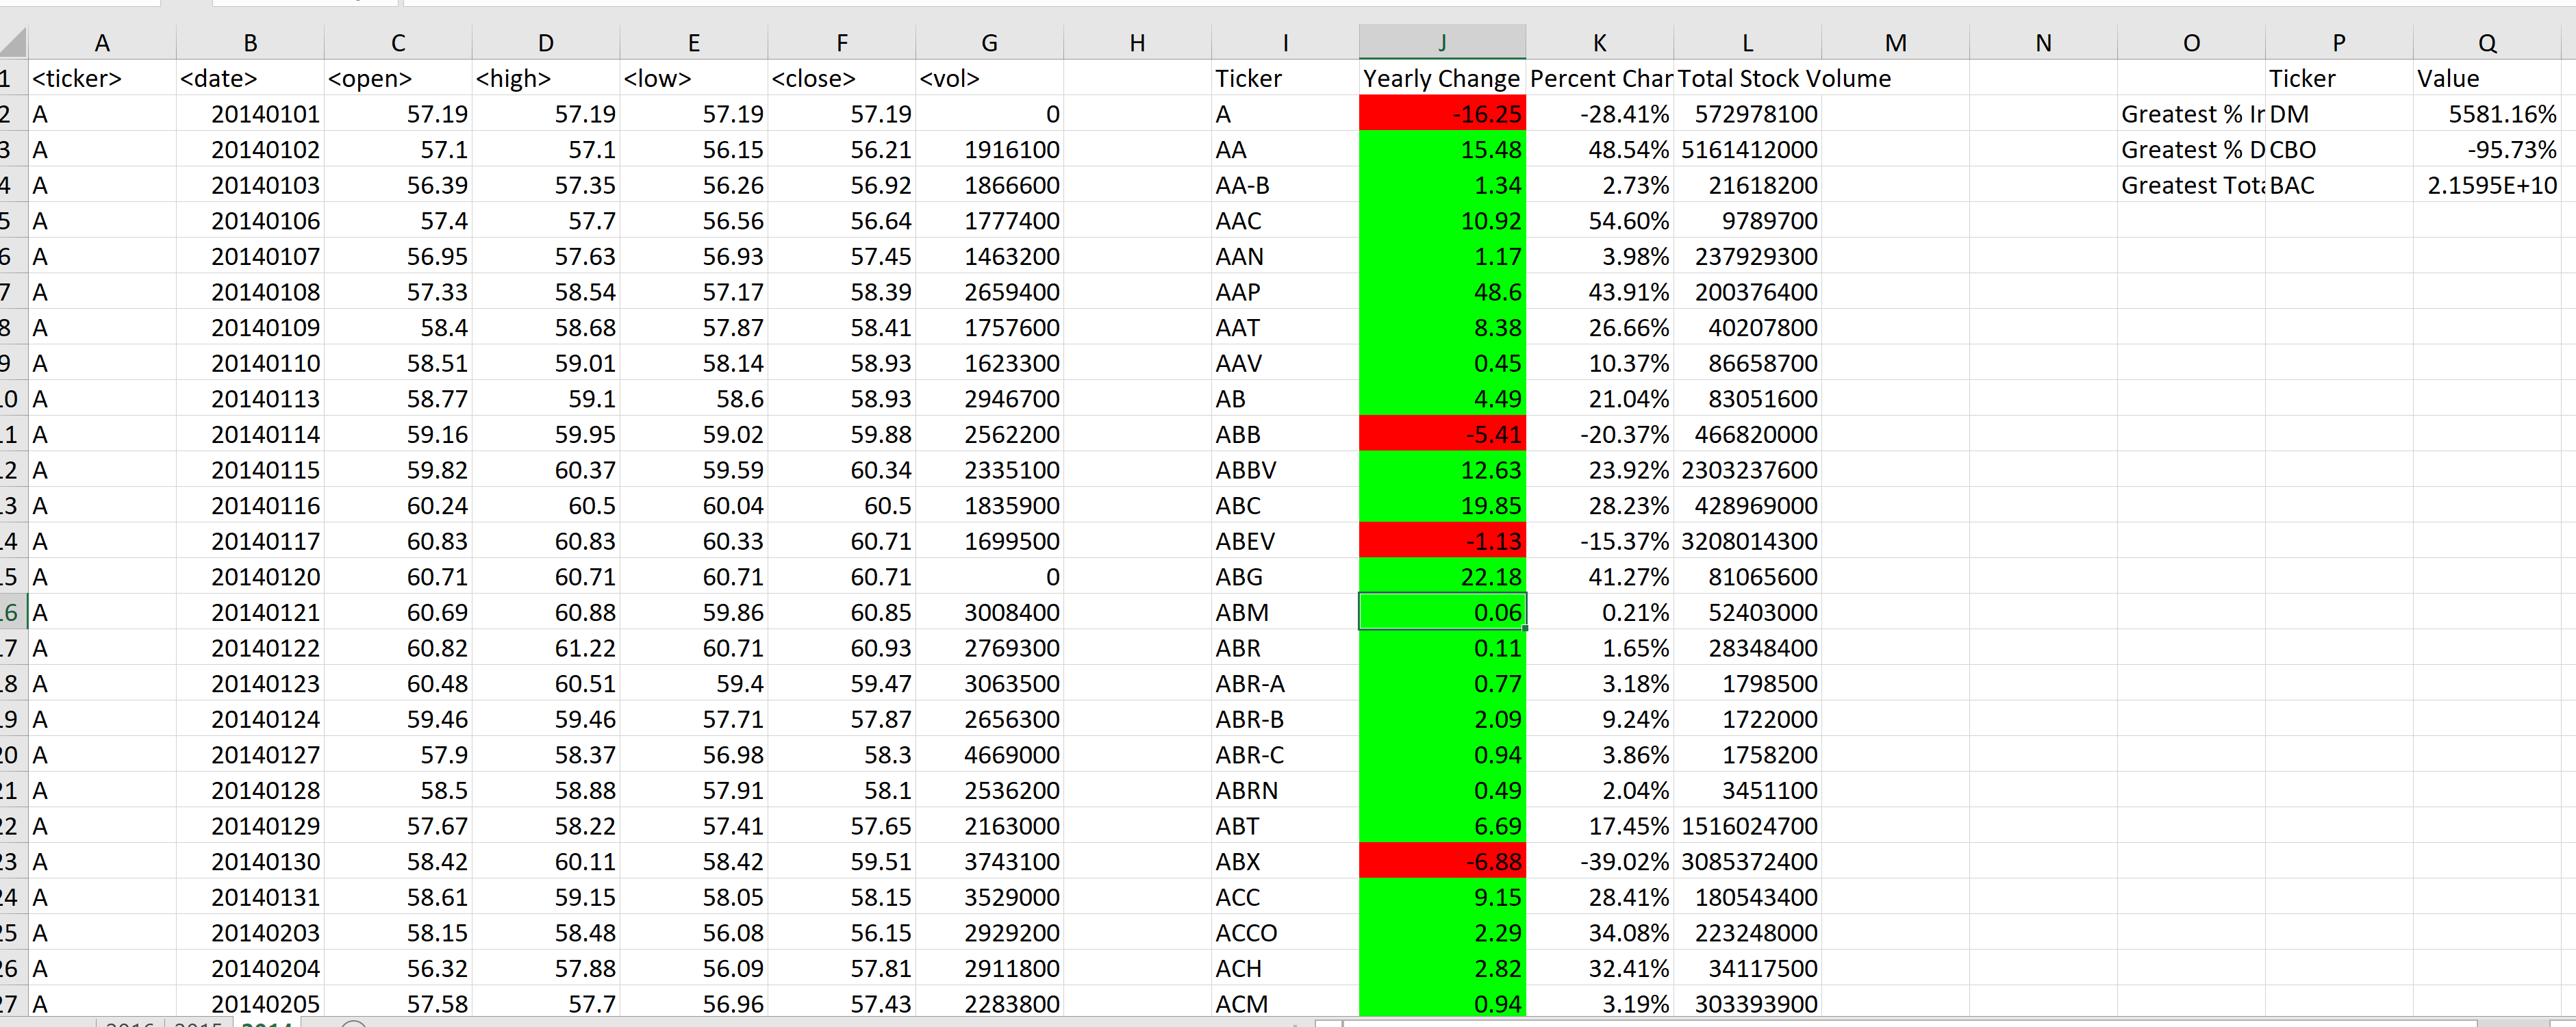 A B C D E F G H I J K L M N O P Q
1 <ticker> <date> <open> <high> <low> <close> <vol> Ticker Yearly Change Percent Char Total Stock Volume Ticker Value
2 A 20140101 57.19 57.19 57.19 57.19 0 A -16.25 -28.41% 572978100 Greatest % Ir DM 5581.16%
3 A 20140102 57.1 57.1 56.15 56.21 1916100 AA 15.48 48.54% 5161412000 Greatest % D CBO -95.73%
4 A 20140103 56.39 57.35 56.26 56.92 1866600 AA-B 1.34 2.73% 21618200 Greatest Tota BAC 2.1595E+10
5 A 20140106 57.4 57.7 56.56 56.64 1777400 AAC 10.92 54.60% 9789700
6 A 20140107 56.95 57.63 56.93 57.45 1463200 AAN 1.17 3.98% 237929300
7 A 20140108 57.33 58.54 57.17 58.39 2659400 AAP 48.6 43.91% 200376400
8 A 20140109 58.4 58.68 57.87 58.41 1757600 AAT 8.38 26.66% 40207800
9 A 20140110 58.51 59.01 58.14 58.93 1623300 AAV 0.45 10.37% 86658700
10 A 20140113 58.77 59.1 58.6 58.93 2946700 AB 4.49 21.04% 83051600
11 A 20140114 59.16 59.95 59.02 59.88 2562200 ABB -5.41 -20.37% 466820000
12 A 20140115 59.82 60.37 59.59 60.34 2335100 ABBV 12.63 23.92% 2303237600
13 A 20140116 60.24 60.5 60.04 60.5 1835900 ABC 19.85 28.23% 428969000
14 A 20140117 60.83 60.83 60.33 60.71 1699500 ABEV -1.13 -15.37% 3208014300
15 A 20140120 60.71 60.71 60.71 60.71 0 ABG 22.18 41.27% 81065600
16 A 20140121 60.69 60.88 59.86 60.85 3008400 ABM 0.06 0.21% 52403000
17 A 20140122 60.82 61.22 60.71 60.93 2769300 ABR 0.11 1.65% 28348400
18 A 20140123 60.48 60.51 59.4 59.47 3063500 ABR-A 0.77 3.18% 1798500
19 A 20140124 59.46 59.46 57.71 57.87 2656300 ABR-B 2.09 9.24% 1722000
20 A 20140127 57.9 58.37 56.98 58.3 4669000 ABR-C 0.94 3.86% 1758200
21 A 20140128 58.5 58.88 57.91 58.1 2536200 ABRN 0.49 2.04% 3451100
22 A 20140129 57.67 58.22 57.41 57.65 2163000 ABT 6.69 17.45% 1516024700
23 A 20140130 58.42 60.11 58.42 59.51 3743100 ABX -6.88 -39.02% 3085372400
24 A 20140131 58.61 59.15 58.05 58.15 3529000 ACC 9.15 28.41% 180543400
25 A 20140203 58.15 58.48 56.08 56.15 2929200 ACCO 2.29 34.08% 223248000
26 A 20140204 56.32 57.88 56.09 57.81 2911800 ACH 2.82 32.41% 34117500
27 A 20140205 57.58 57.7 56.96 57.43 2283800 ACM 0.94 3.19% 303393900
2016 2015 2014